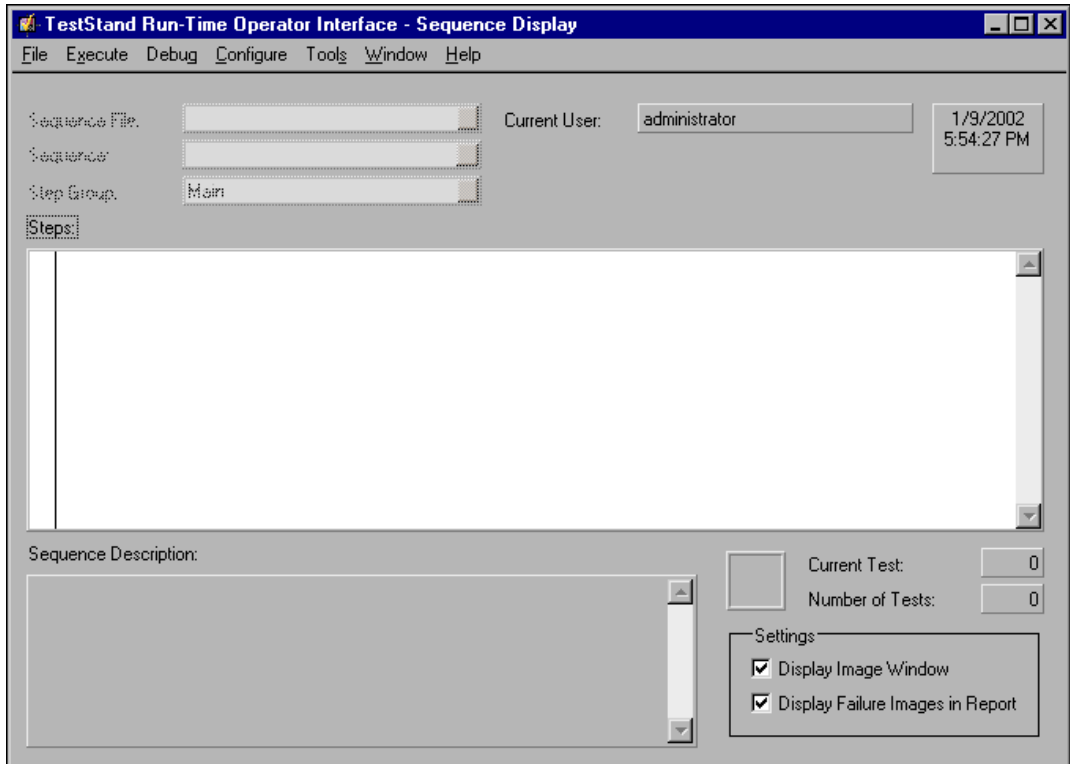 TestStand Run-Time Operator Interface - Sequence Display
File Execute Debug Configure Tools Window Help
Sequence File:
Current User:
administrator
1/9/2002
5:54:27 PM
Sequence:
Step Group:
Main
Steps:
Sequence Description:
Current Test:
0
Number of Tests:
0
Settings
Display Image Window
Display Failure Images in Report